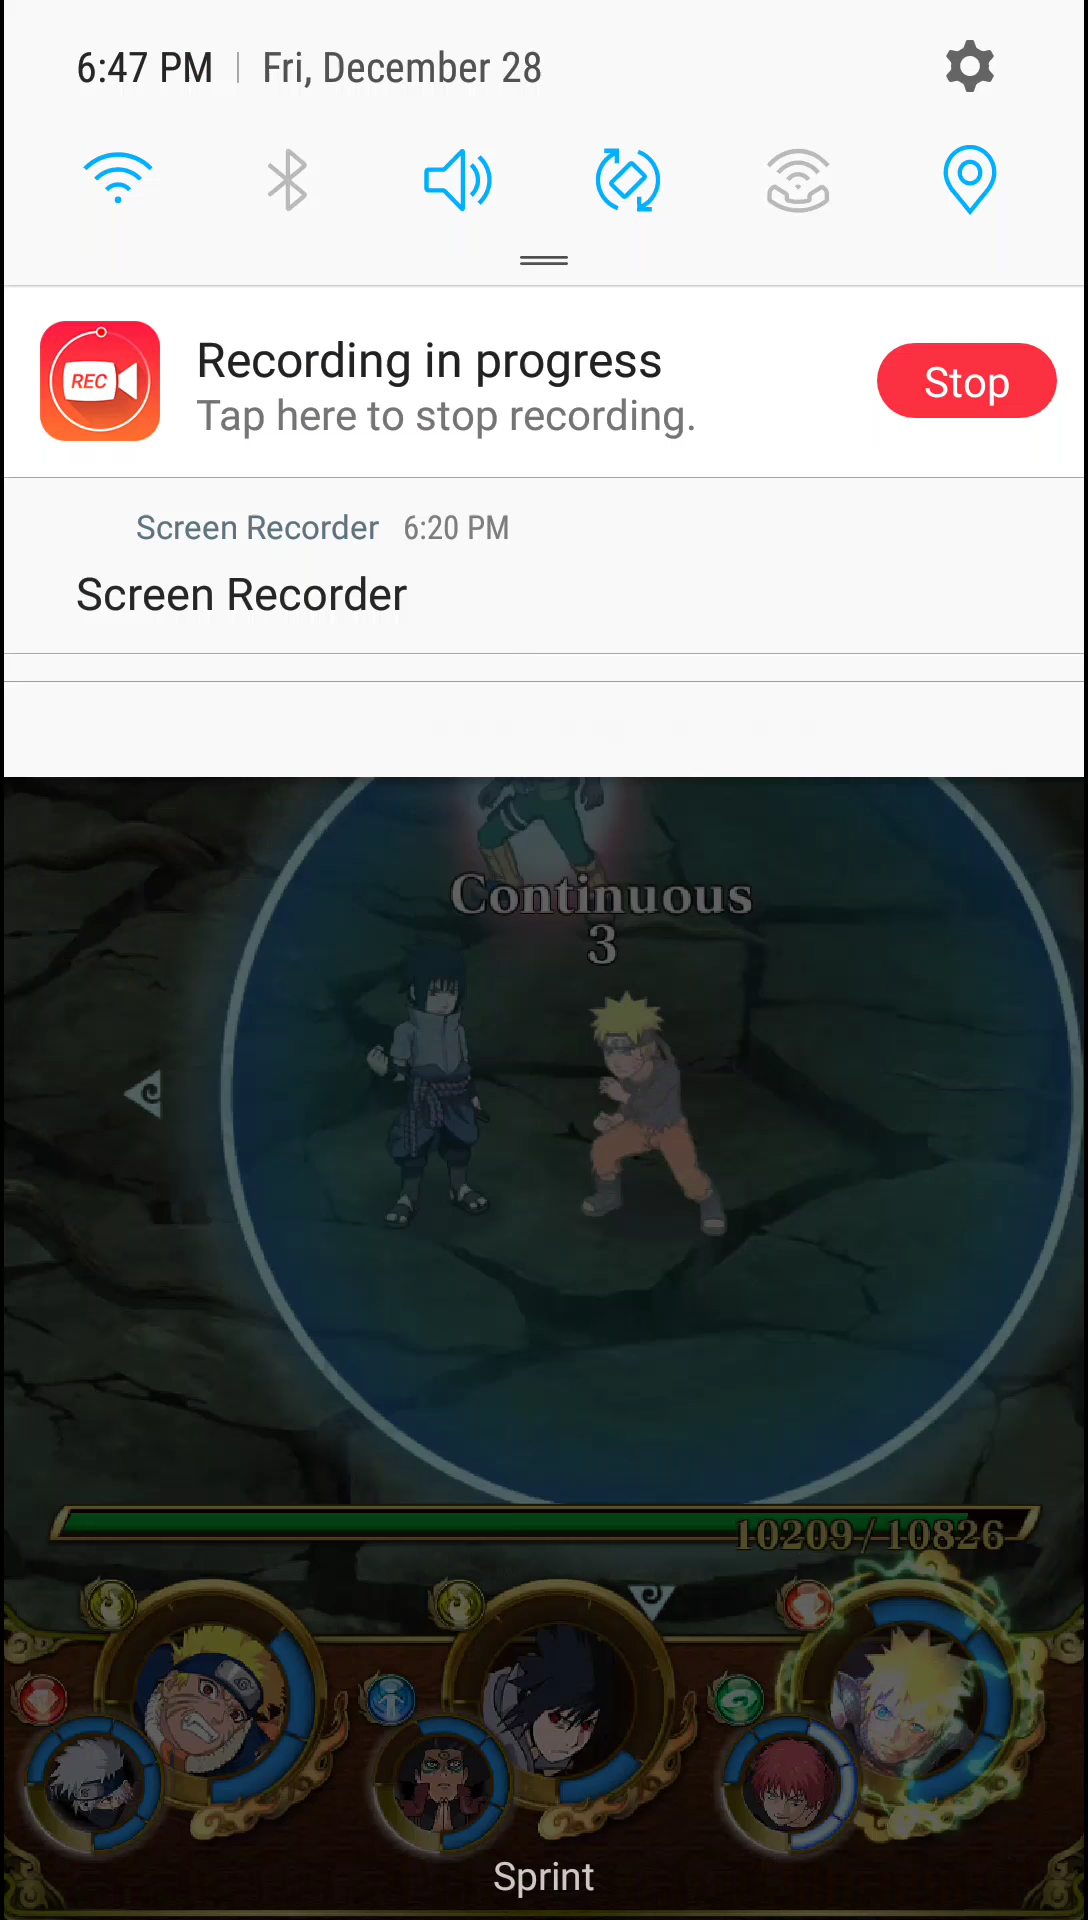 6:47 PM | Fri, December 28
REC
Recording in progress
Tap here to stop recording.
Stop
Screen Recorder 6:20 PM
Screen Recorder
Continuous
3
10209/10826
Sprint